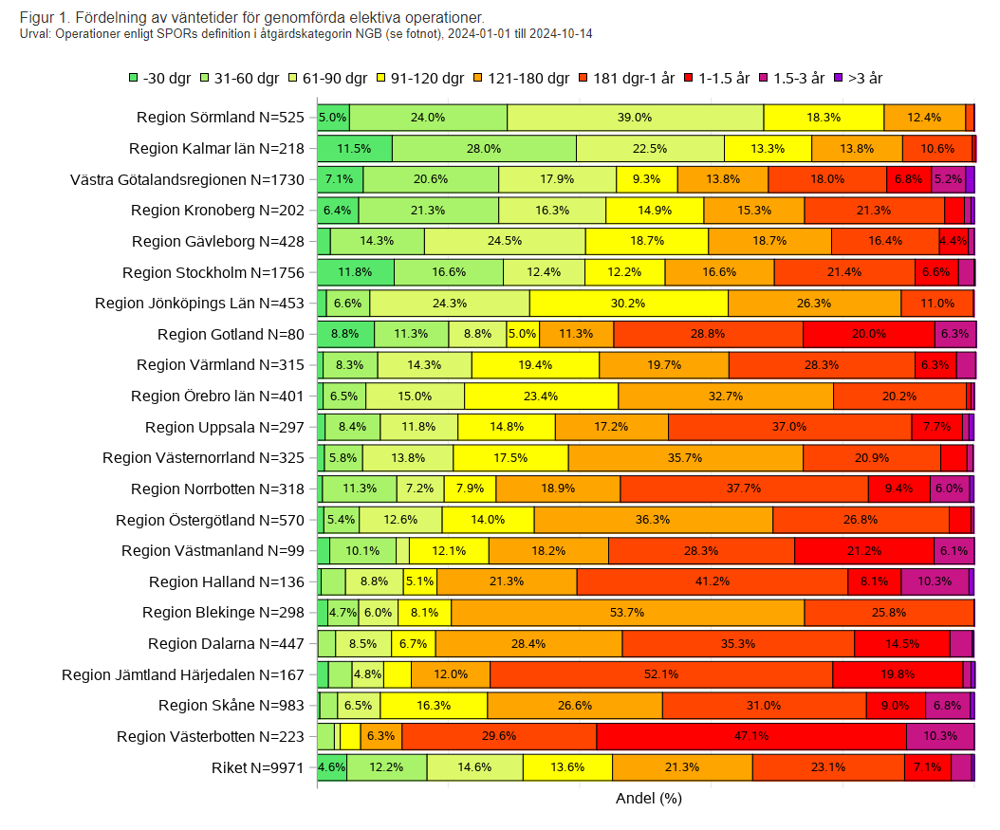 Figur 1. Fördelning av väntetider för genomförda elektiva operationer.
Urval: Operationer enligt SPORs definition i åtgärdskategorin NGB (se fotnot), 2024-01-01 till 2024-10-14
-30 dgr 31-60 dgr 61-90 dgr 91-120 dgr 121-180 dgr 181 dgr-1 år 1-1.5 år 1.5-3 år >3 år
Region Sörmland N=525 5.0% 24.0% 39.0% 18.3% 12.4%
Region Kalmar län N=218 11.5% 28.0% 22.5% 13.3% 13.8% 10.6%
Västra Götalandsregionen N=1730 7.1% 20.6% 17.9% 9.3% 13.8% 18.0% 6.8% 5.2%
Region Kronoberg N=202 6.4% 21.3% 16.3% 14.9% 15.3% 21.3%
Region Gävleborg N=428 14.3% 24.5% 18.7% 18.7% 16.4% 4.4%
Region Stockholm N=1756 11.8% 16.6% 12.4% 12.2% 16.6% 21.4% 6.6%
Region Jönköpings Län N=453 6.6% 24.3% 30.2% 26.3% 11.0%
Region Gotland N=80 8.8% 11.3% 8.8% 5.0% 11.3% 28.8% 20.0% 6.3%
Region Värmland N=315 8.3% 14.3% 19.4% 19.7% 28.3% 6.3%
Region Örebro län N=401 6.5% 15.0% 23.4% 32.7% 20.2%
Region Uppsala N=297 8.4% 11.8% 14.8% 17.2% 37.0% 7.7%
Region Västernorrland N=325 5.8% 13.8% 17.5% 35.7% 20.9%
Region Norrbotten N=318 11.3% 7.2% 7.9% 18.9% 37.7% 9.4% 6.0%
Region Östergötland N=570 5.4% 12.6% 14.0% 36.3% 26.8%
Region Västmanland N=99 10.1% 12.1% 18.2% 28.3% 21.2% 6.1%
Region Halland N=136 8.8% 5.1% 21.3% 41.2% 8.1% 10.3%
Region Blekinge N=298 4.7% 6.0% 8.1% 53.7% 25.8%
Region Dalarna N=447 8.5% 6.7% 28.4% 35.3% 14.5%
Region Jämtland Härjedalen N=167 4.8% 12.0% 52.1% 19.8%
Region Skåne N=983 6.5% 16.3% 26.6% 31.0% 9.0% 6.8%
Region Västerbotten N=223 6.3% 29.6% 47.1% 10.3%
Riket N=9971 4.6% 12.2% 14.6% 13.6% 21.3% 23.1% 7.1%
Andel (%)